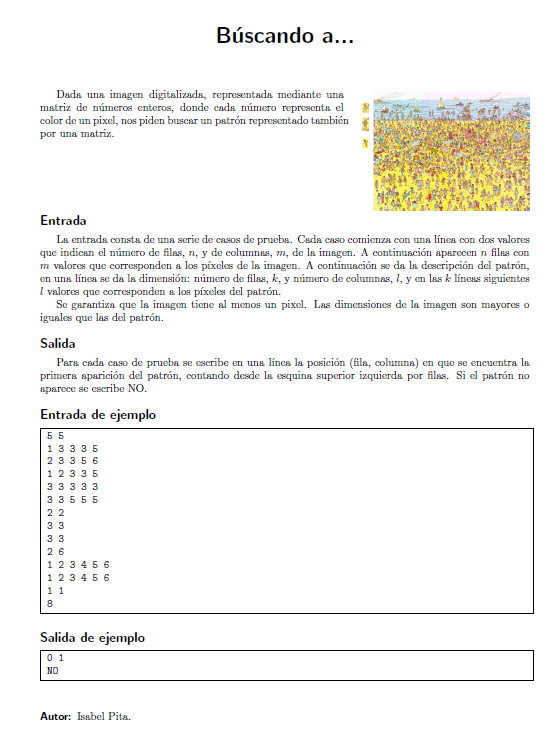 Búscando a...
Dada una imagen digitalizada, representada mediante una
matriz de números enteros, donde cada número representa el
color de un pixel, nos piden buscar un patrón representado también
por una matriz.
Entrada
La entrada consta de una serie de casos de prueba. Cada caso comienza con una línea con dos valores
que indican el número de filas, n, y de columnas, m, de la imagen. A continuación aparecen n filas con
m valores que corresponden a los píxeles de la imagen. A continuación se da la descripción del patrón,
en una línea se da la dimensión: número de filas, k, y número de columnas, l, y en las k líneas siguientes
l valores que corresponden a los píxeles del patrón.
Se garantiza que la imagen tiene al menos un pixel. Las dimensiones de la imagen son mayores o
iguales que las del patrón.
Salida
Para cada caso de prueba se escribe en una línea la posición (fila, columna) en que se encuentra la
primera aparición del patrón, contando desde la esquina superior izquierda por filas. Si el patrón no
aparece se escribe NO.
Entrada de ejemplo
5 5
1 3 3 3 5
2 3 3 5 6
1 2 3 3 5
3 3 3 3 3
3 3 5 5 5
2 2
3 3
3 3
2 6
1 2 3 4 5 6
1 2 3 4 5 6
1 1
8
Salida de ejemplo
0 1
NO
Autor: Isabel Pita.